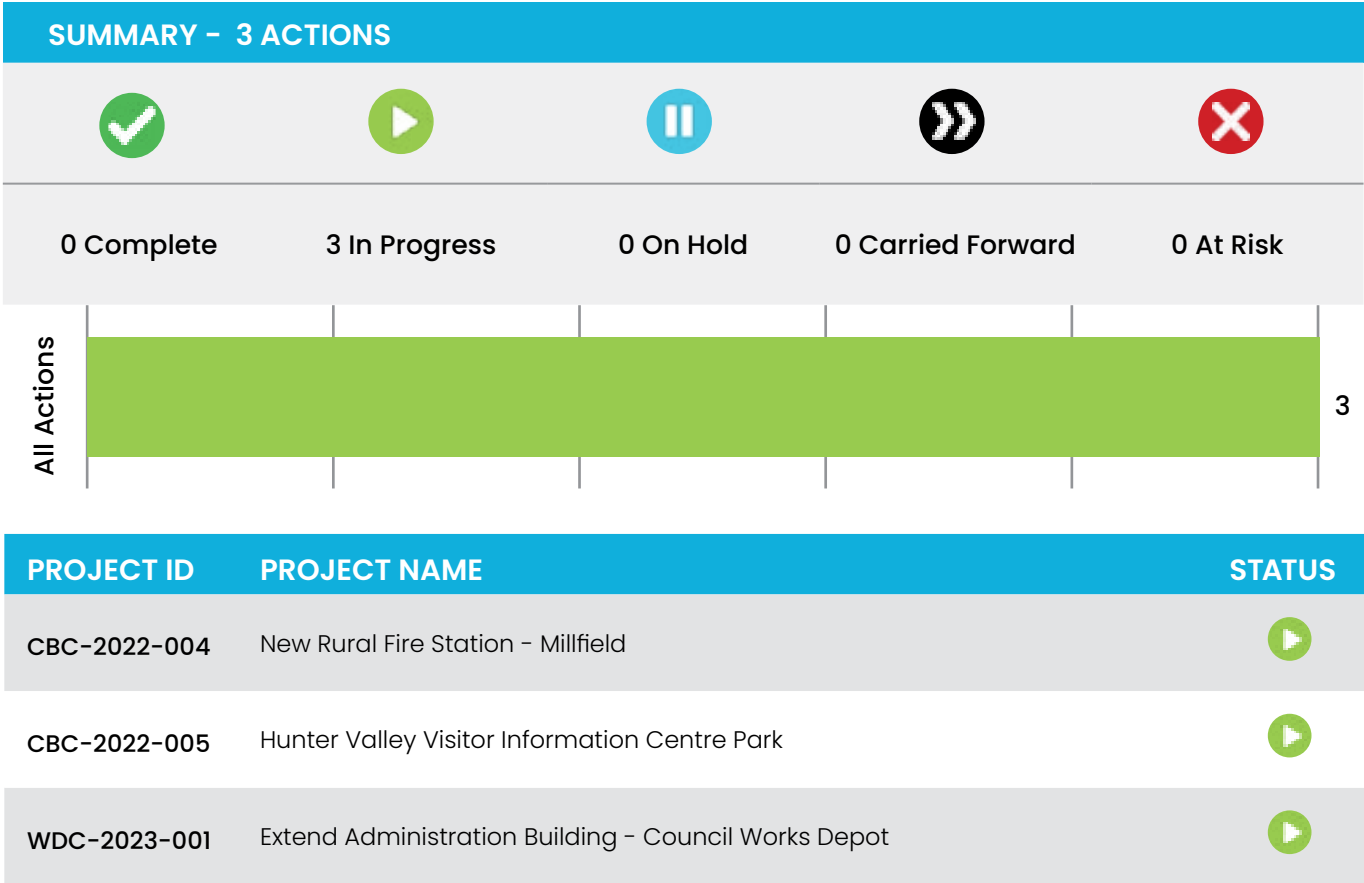 SUMMARY - 3 ACTIONS
0 Complete 3 In Progress 0 On Hold 0 Carried Forward 0 At Risk
All Actions
3
PROJECT ID PROJECT NAME STATUS
CBC-2022-004 New Rural Fire Station - Millfield
CBC-2022-005 Hunter Valley Visitor Information Centre Park
WDC-2023-001 Extend Administration Building - Council Works Depot